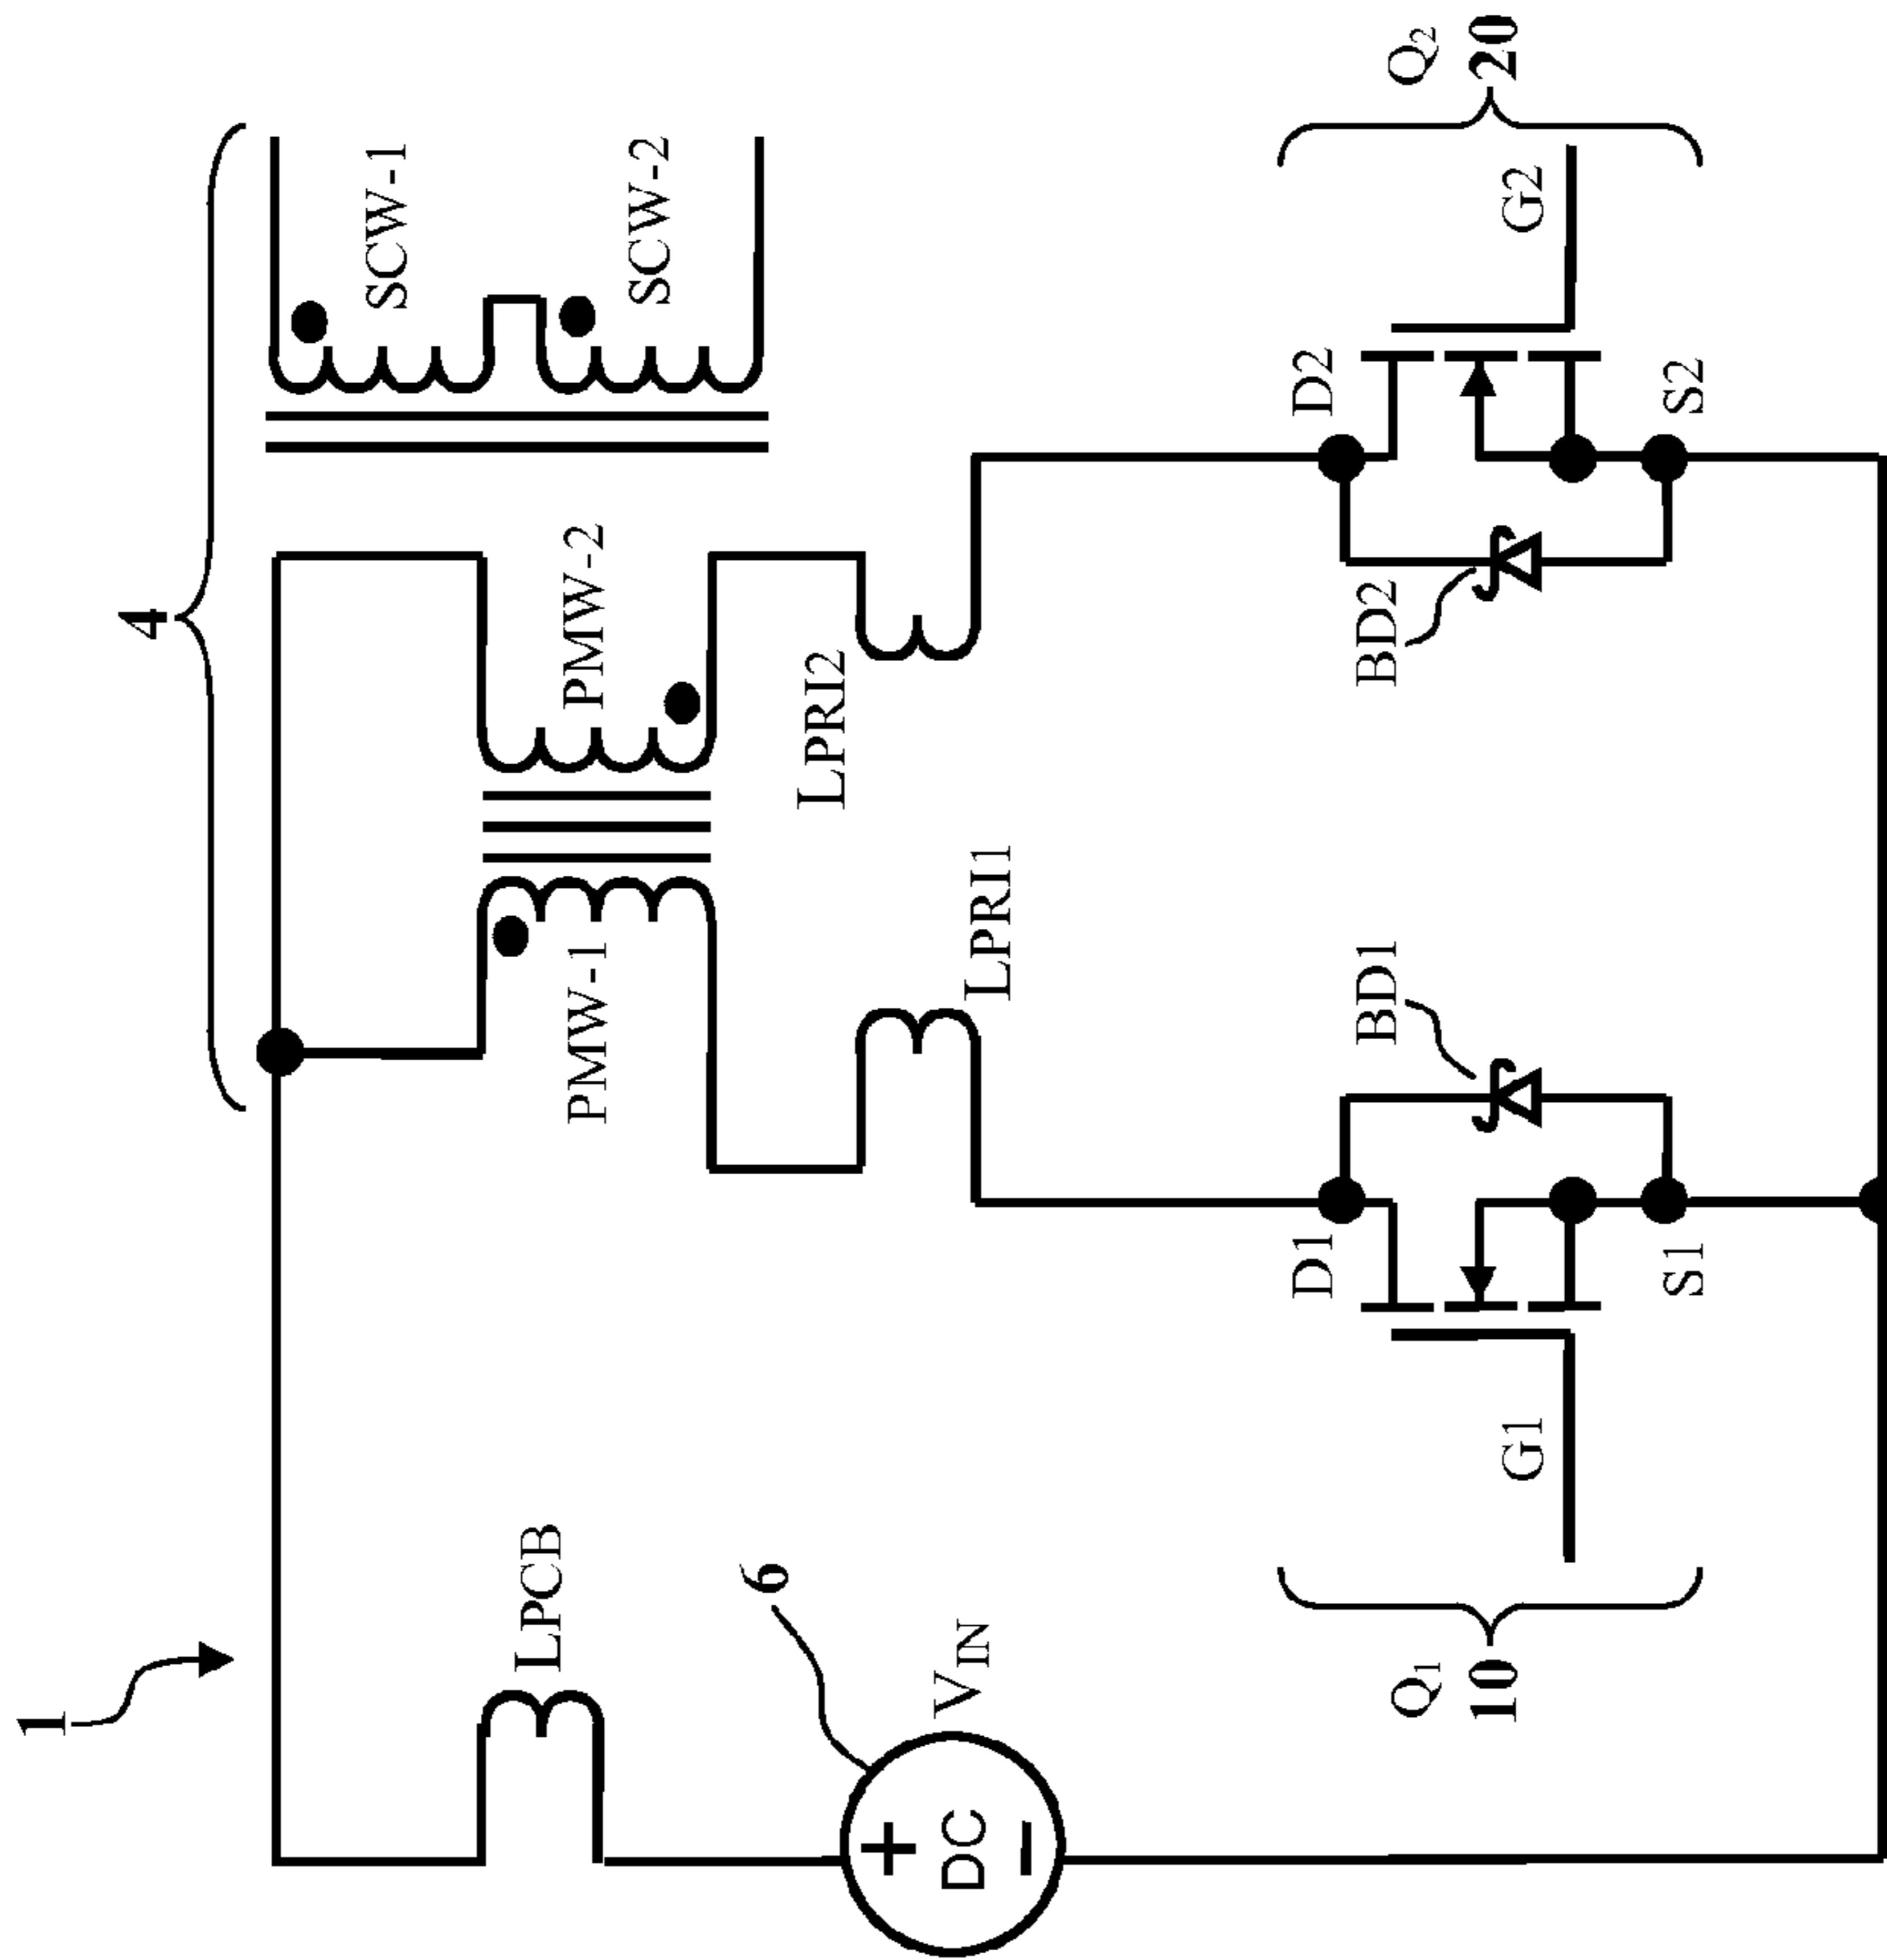 1
4
LPCB
6
V_IN
+
DC
−
PMW-1
PMW-2
SCW-1
SCW-2
LPRI1
LPRI2
D1
BD1
G1
S1
Q₁
10
D2
BD2
G2
S2
Q₂
20